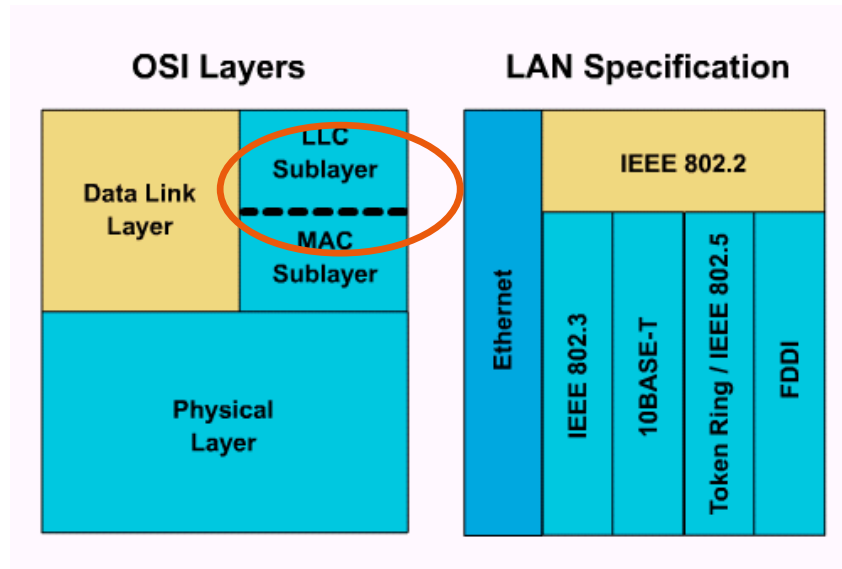 OSI Layers
LAN Specification
Data Link
Layer
LLC
Sublayer
MAC
Sublayer
Physical
Layer
Ethernet
IEEE 802.2
IEEE 802.3
10BASE-T
Token Ring / IEEE 802.5
FDDI